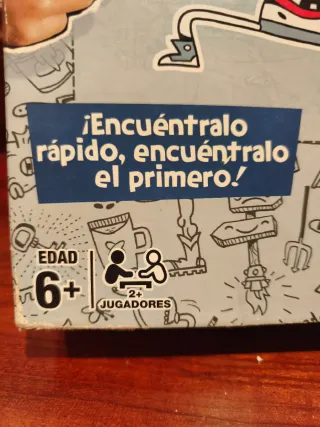 ¡Encuéntralo
rápido, encuéntralo
el primero!
EDAD
6+
2+
JUGADORES